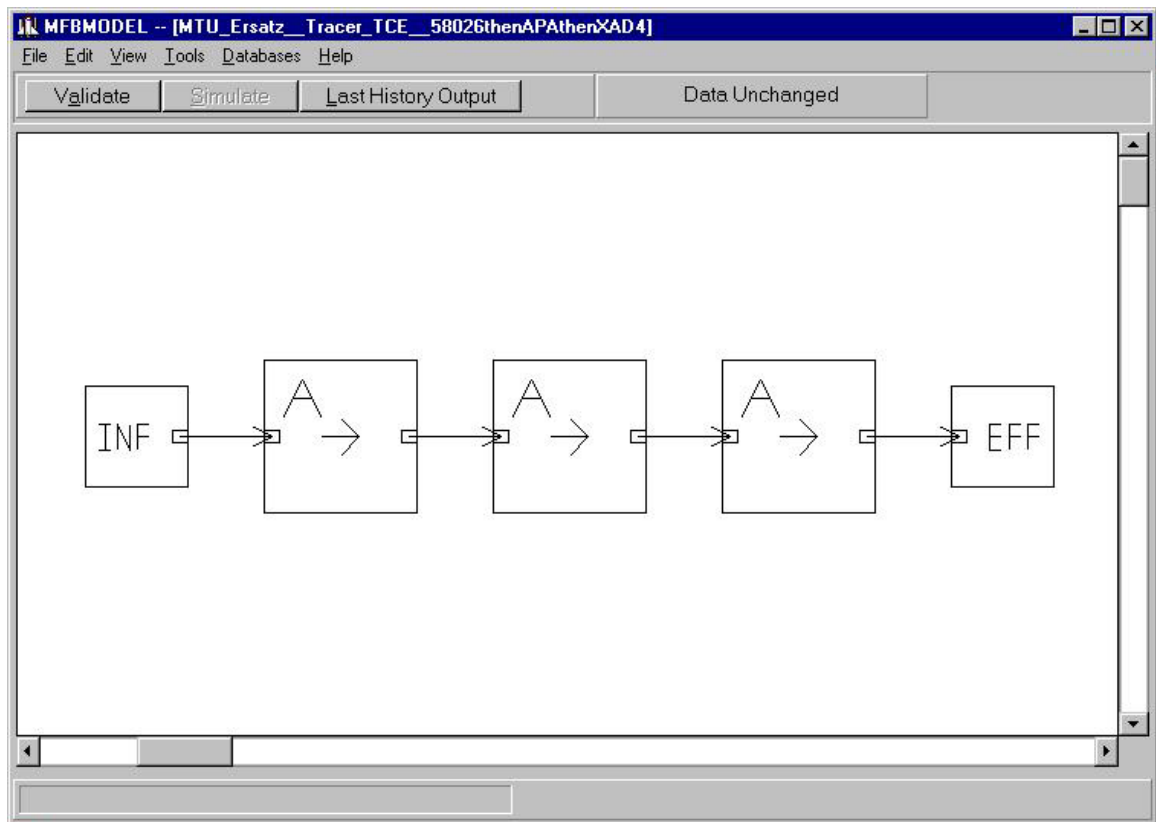 MFBMODEL -- [MTU_Ersatz__Tracer_TCE__58026thenAPAthenXAD4]
File Edit View Tools Databases Help
Validate Simulate Last History Output Data Unchanged
A A A
INF EFF